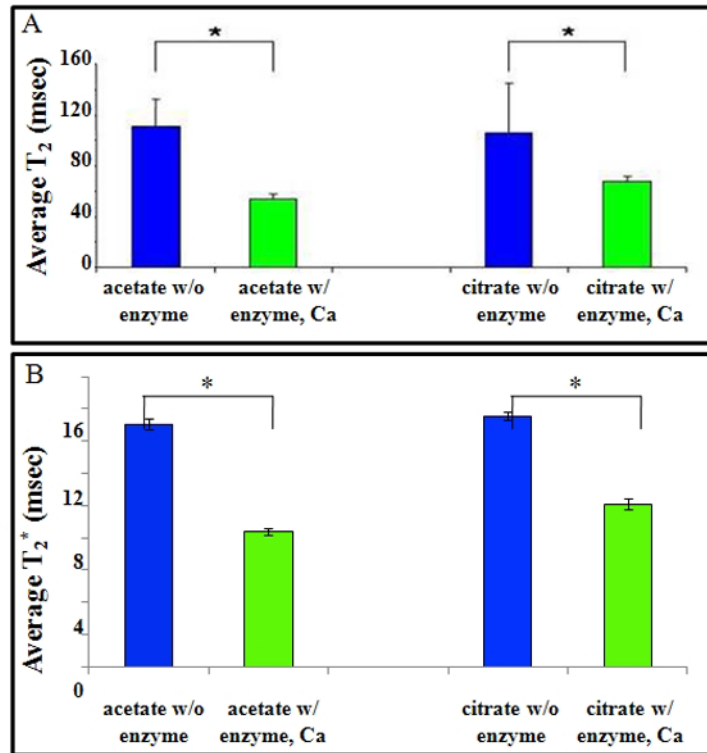 A
* *
Average T2 (msec)
160
120
80
40
0
acetate w/o
enzyme
acetate w/
enzyme, Ca
citrate w/o
enzyme
citrate w/
enzyme, Ca
B
* *
Average T2* (msec)
16
12
8
4
0
acetate w/o
enzyme
acetate w/
enzyme, Ca
citrate w/o
enzyme
citrate w/
enzyme, Ca